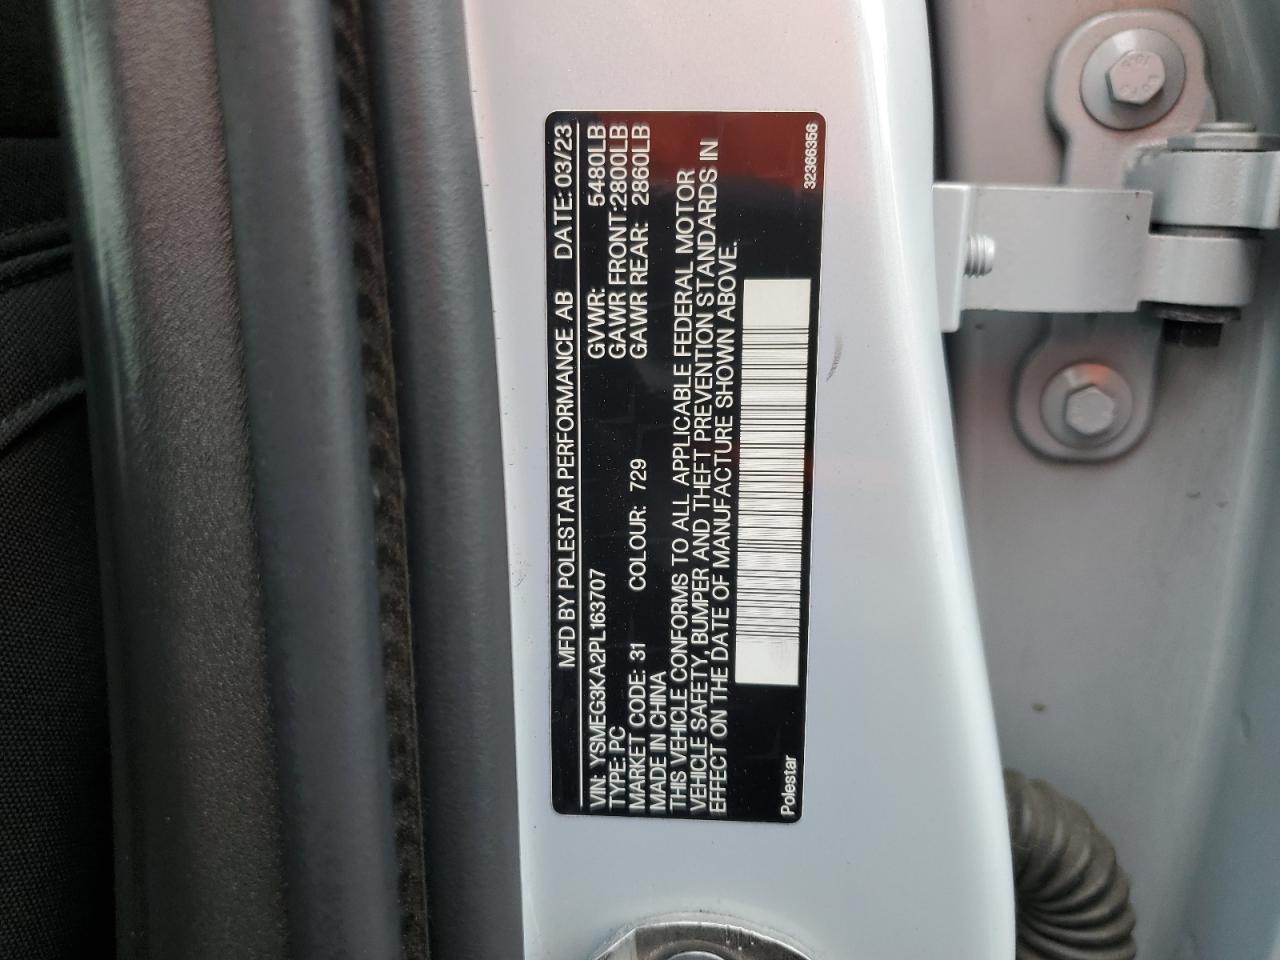 MFD BY POLESTAR PERFORMANCE AB DATE: 03/23
VIN: YSMEG3KA2PL163707 GVWR: 5480LB
TYPE: PC GAWR FRONT: 2800LB
MARKET CODE: 31 COLOUR: 729 GAWR REAR: 2860LB
MADE IN CHINA
THIS VEHICLE CONFORMS TO ALL APPLICABLE FEDERAL MOTOR
VEHICLE SAFETY, BUMPER AND THEFT PREVENTION STANDARDS IN
EFFECT ON THE DATE OF MANUFACTURE SHOWN ABOVE.
Polestar 32366356